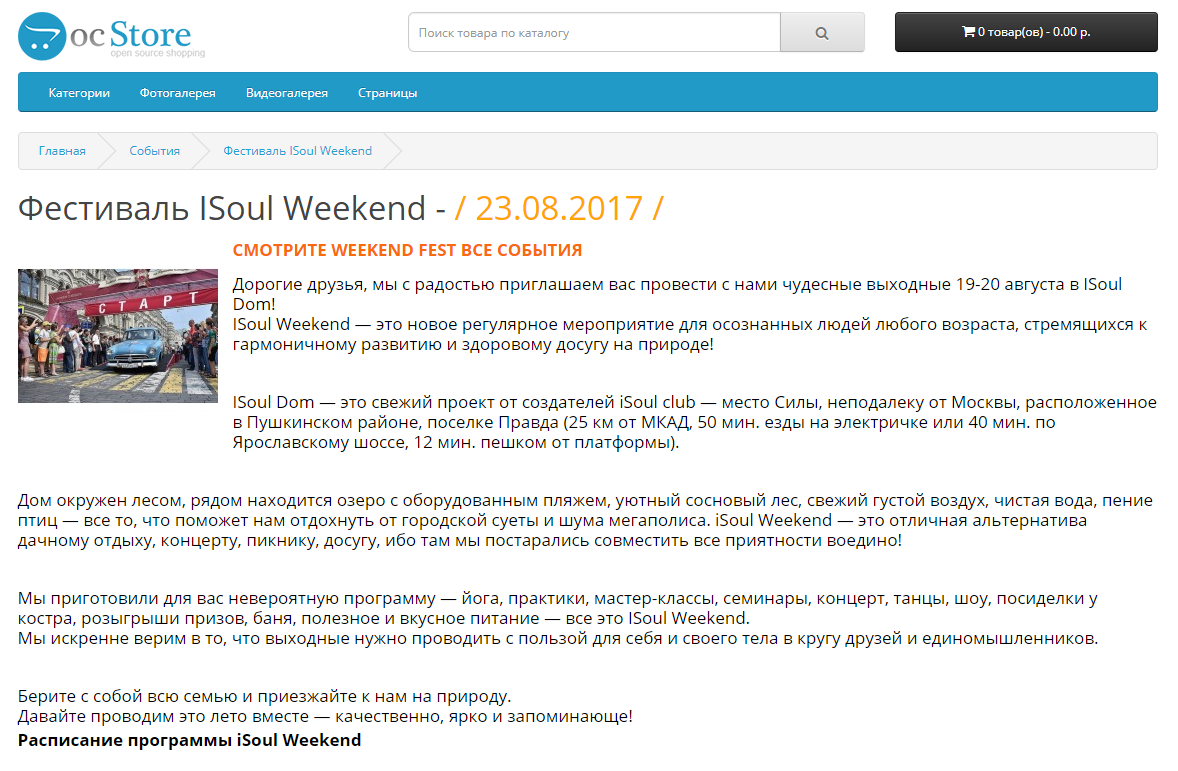 oc Store
open source shopping
Поиск товара по каталогу
0 товар(ов) - 0.00 р.
Категории Фотогалерея Видеогалерея Страницы
Главная События Фестиваль ISoul Weekend
Фестиваль ISoul Weekend - / 23.08.2017 /
СМОТРИТЕ WEEKEND FEST ВСЕ СОБЫТИЯ
СТАРТ
Дорогие друзья, мы с радостью приглашаем вас провести с нами чудесные выходные 19-20 августа в ISoul
Dom!
ISoul Weekend — это новое регулярное мероприятие для осознанных людей любого возраста, стремящихся к
гармоничному развитию и здоровому досугу на природе!
ISoul Dom — это свежий проект от создателей iSoul club — место Силы, неподалеку от Москвы, расположенное
в Пушкинском районе, поселке Правда (25 км от МКАД, 50 мин. езды на электричке или 40 мин. по
Ярославскому шоссе, 12 мин. пешком от платформы).
Дом окружен лесом, рядом находится озеро с оборудованным пляжем, уютный сосновый лес, свежий густой воздух, чистая вода, пение
птиц — все то, что поможет нам отдохнуть от городской суеты и шума мегаполиса. iSoul Weekend — это отличная альтернатива
дачному отдыху, концерту, пикнику, досугу, ибо там мы постарались совместить все приятности воедино!
Мы приготовили для вас невероятную программу — йога, практики, мастер-классы, семинары, концерт, танцы, шоу, посиделки у
костра, розыгрыши призов, баня, полезное и вкусное питание — все это ISoul Weekend.
Мы искренне верим в то, что выходные нужно проводить с пользой для себя и своего тела в кругу друзей и единомышленников.
Берите с собой всю семью и приезжайте к нам на природу.
Давайте проводим это лето вместе — качественно, ярко и запоминающе!
Расписание программы iSoul Weekend